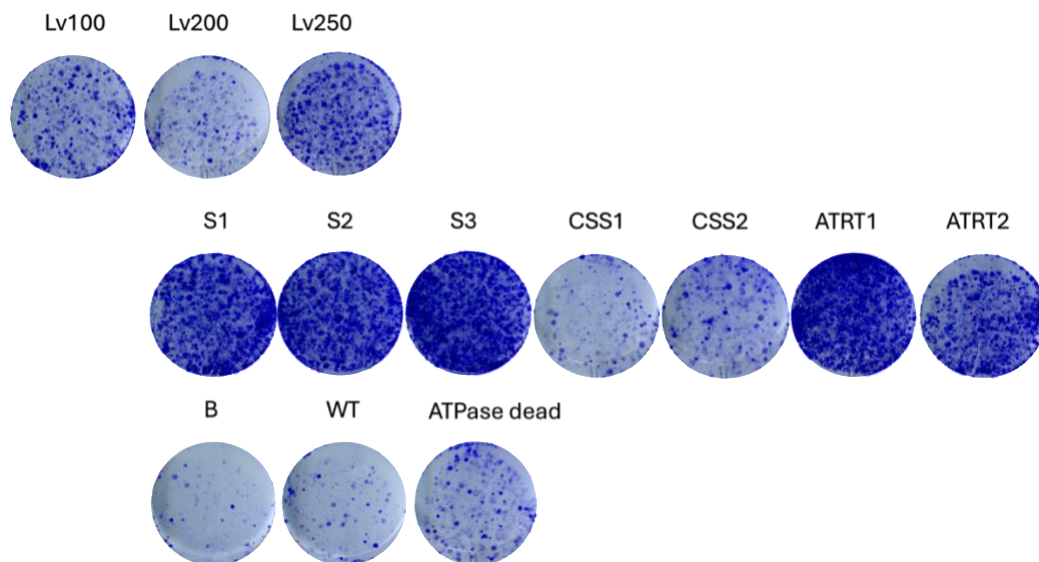 Lv100 Lv200 Lv250
S1 S2 S3 CSS1 CSS2 ATRT1 ATRT2
B WT ATPase dead